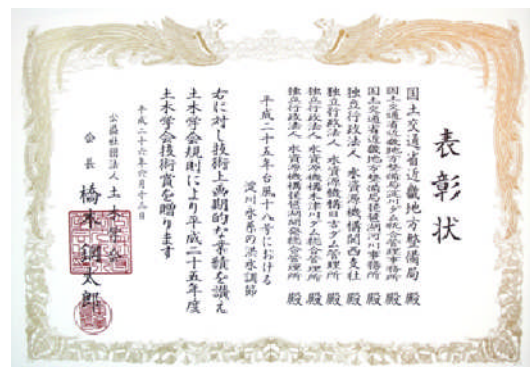 表彰状
国土交通省近畿地方整備局 殿
国土交通省近畿地方整備局淀川ダム統合管理事務所 殿
国土交通省近畿地方整備局琵琶湖河川事務所 殿
独立行政法人 水資源機構関西支社 殿
独立行政法人 水資源機構日吉ダム管理所 殿
独立行政法人 水資源機構木津川ダム総合管理所 殿
独立行政法人 水資源機構琵琶湖開発総合管理所 殿
平成二十五年台風十八号における
淀川水系の洪水調節
右に対し技術上画期的な業績を讃え
土木学会規則により平成二十五年度
土木学会技術賞を贈ります
平成二十六年六月十三日
公益社団法人 土木学会
会長 橋本鋼太郎